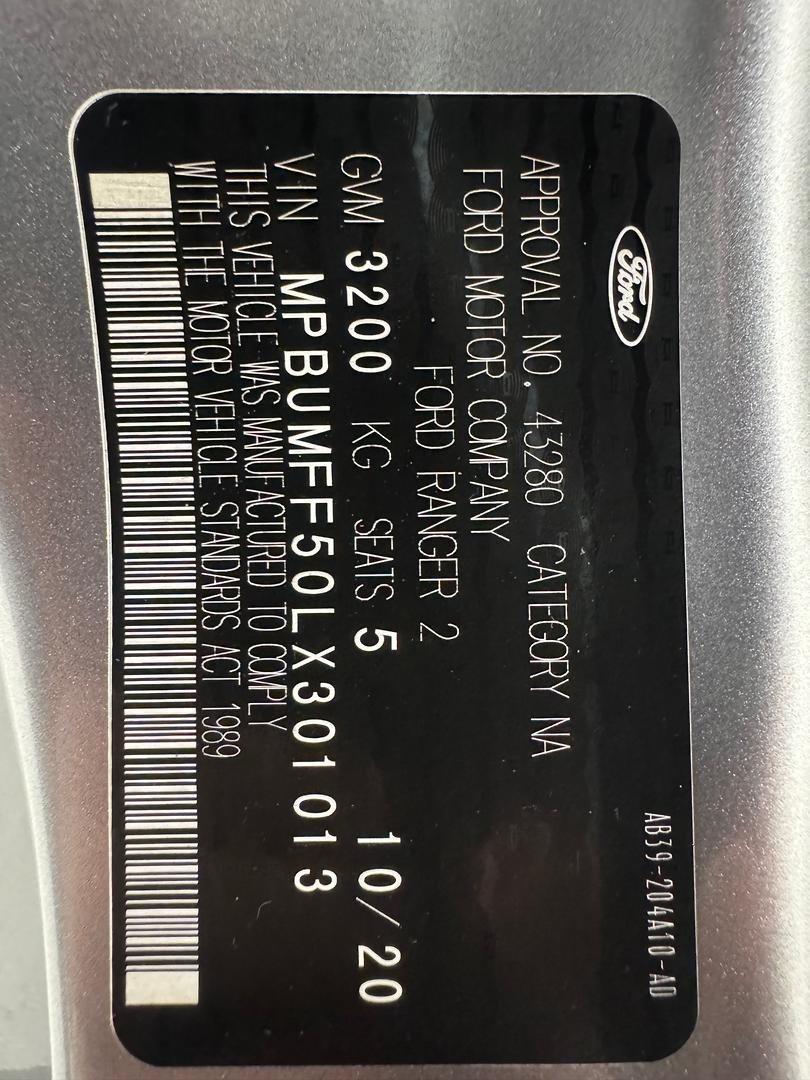 Ford
AB39-204A10-AD
APPROVAL NO. 43280 CATEGORY NA
FORD MOTOR COMPANY
FORD RANGER 2
GVM 3200 KG SEATS 5 10/20
VIN MPBUMFF50LX301013
THIS VEHICLE WAS MANUFACTURED TO COMPLY
WITH THE MOTOR VEHICLE STANDARDS ACT 1989